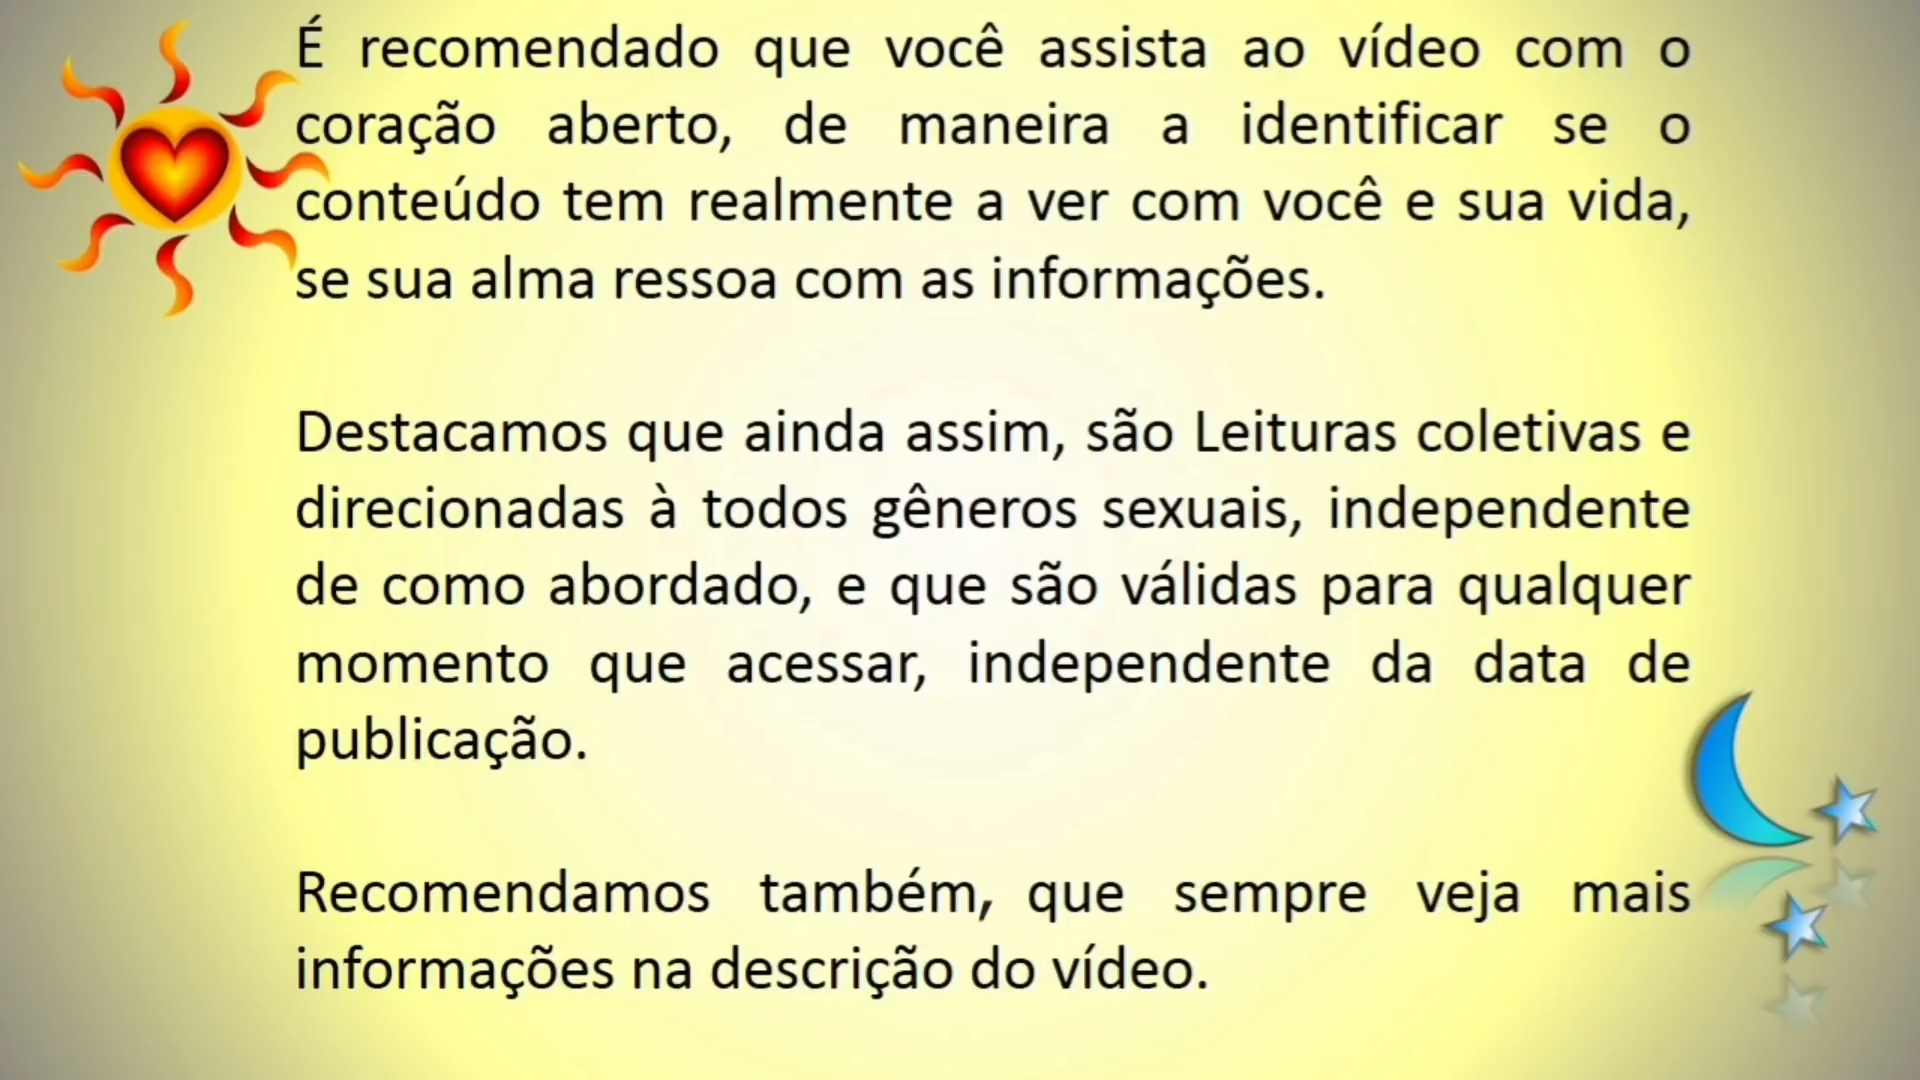 É recomendado que você assista ao vídeo com o
coração aberto, de maneira a identificar se o
conteúdo tem realmente a ver com você e sua vida,
se sua alma ressoa com as informações.
Destacamos que ainda assim, são Leituras coletivas e
direcionadas à todos gêneros sexuais, independente
de como abordado, e que são válidas para qualquer
momento que acessar, independente da data de
publicação.
Recomendamos também, que sempre veja mais
informações na descrição do vídeo.